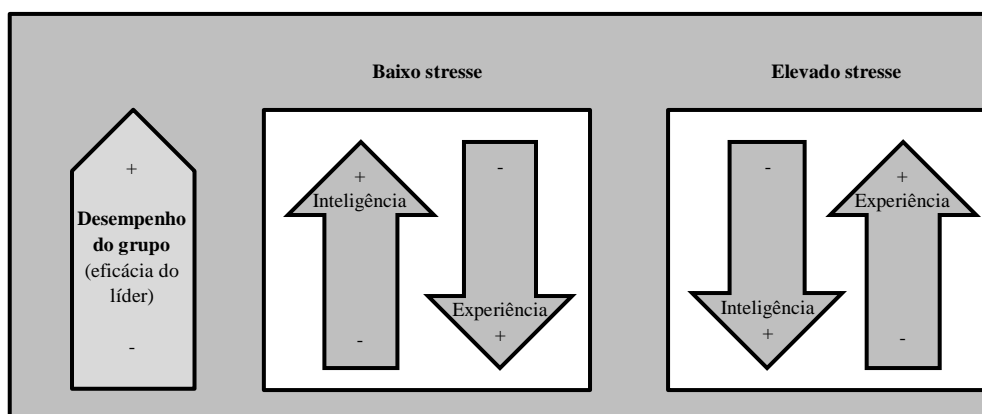 Baixo stresse
Elevado stresse
+
Desempenho
do grupo
(eficácia do
líder)
-
+
Inteligência
-
-
Experiência
+
-
Inteligência
+
+
Experiência
-